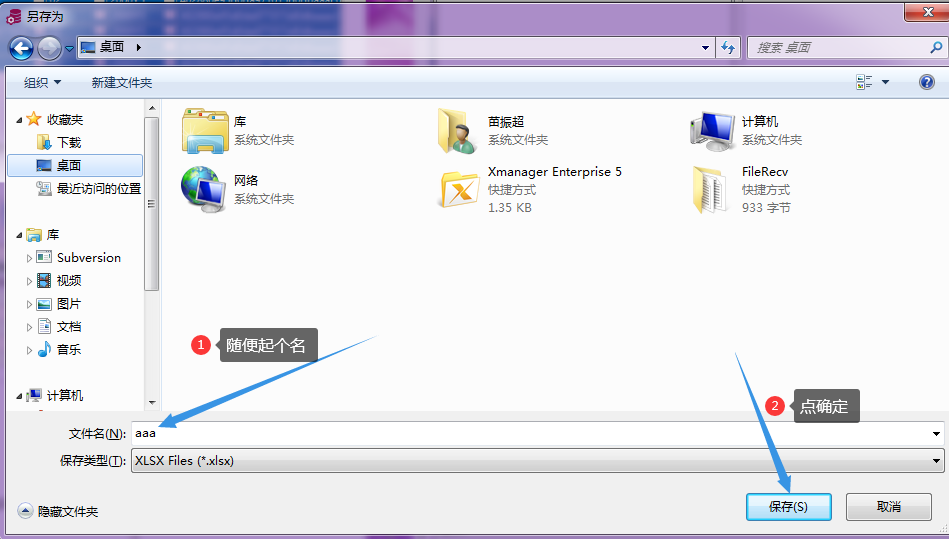 另存为
桌面
搜索 桌面
组织
新建文件夹
收藏夹
下载
桌面
最近访问的位置
库
Subversion
视频
图片
文档
音乐
计算机
库
系统文件夹
苗振超
系统文件夹
计算机
系统文件夹
网络
系统文件夹
Xmanager Enterprise 5
快捷方式
1.35 KB
FileRecv
快捷方式
933 字节
1 随便起个名
2 点确定
文件名(N): aaa
保存类型(T): XLSX Files (*.xlsx)
隐藏文件夹
保存(S)
取消